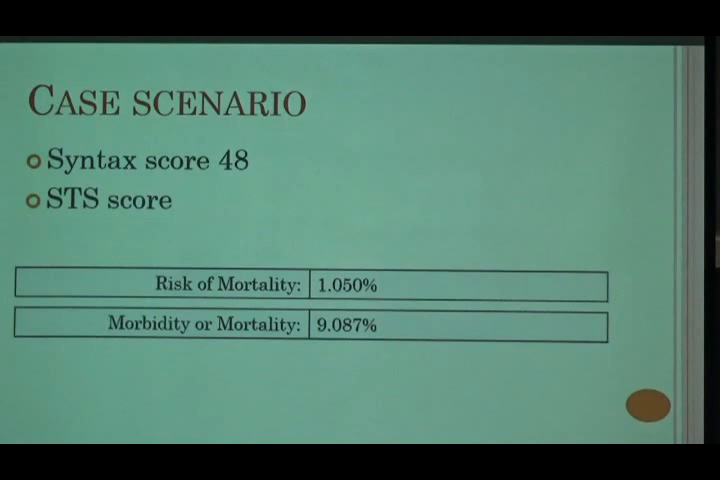 CASE SCENARIO
Syntax score 48
STS score
Risk of Mortality: 1.050%
Morbidity or Mortality: 9.087%